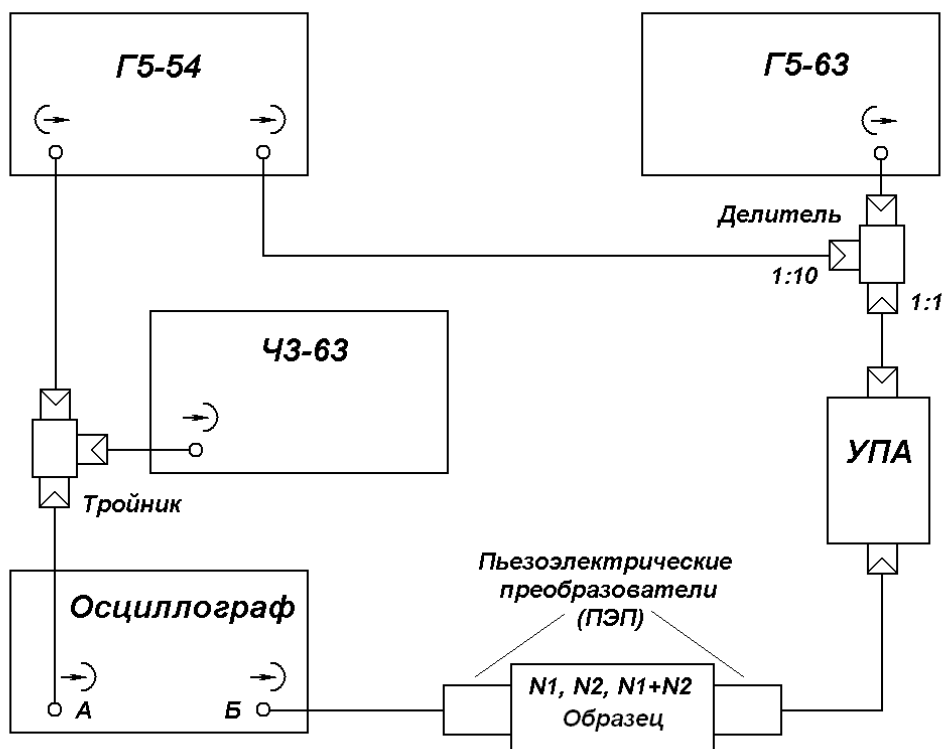 Г5-54
Г5-63
Делитель
1:10
1:1
ЧЗ-63
УПА
Тройник
Пьезоэлектрические
преобразователи
(ПЭП)
Осциллограф
А
Б
N1, N2, N1+N2
Образец